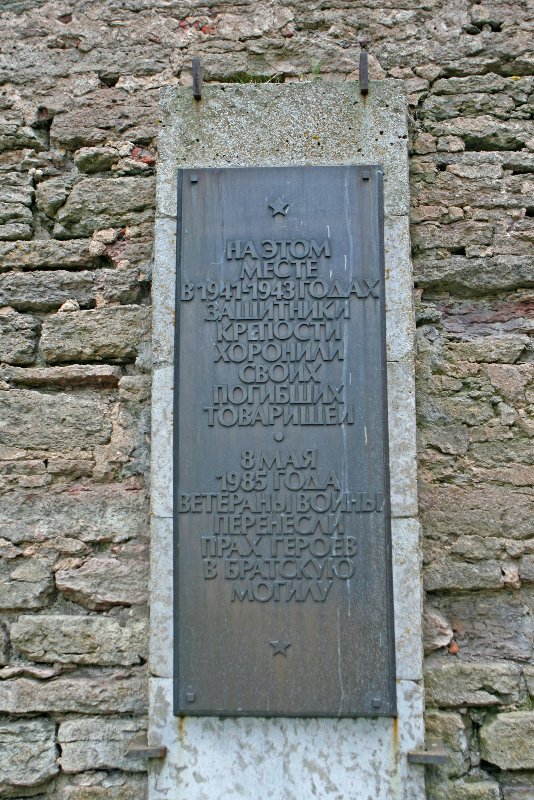 НА ЭТОМ
МЕСТЕ
В 1941-1943 ГОДАХ
ЗАЩИТНИКИ
КРЕПОСТИ
ХОРОНИЛИ
СВОИХ
ПОГИБШИХ
ТОВАРИЩЕЙ
8 МАЯ
1985 ГОДА
ВЕТЕРАНЫ ВОЙНЫ
ПЕРЕНЕСЛИ
ПРАХ ГЕРОЕВ
В БРАТСКУЮ
МОГИЛУ